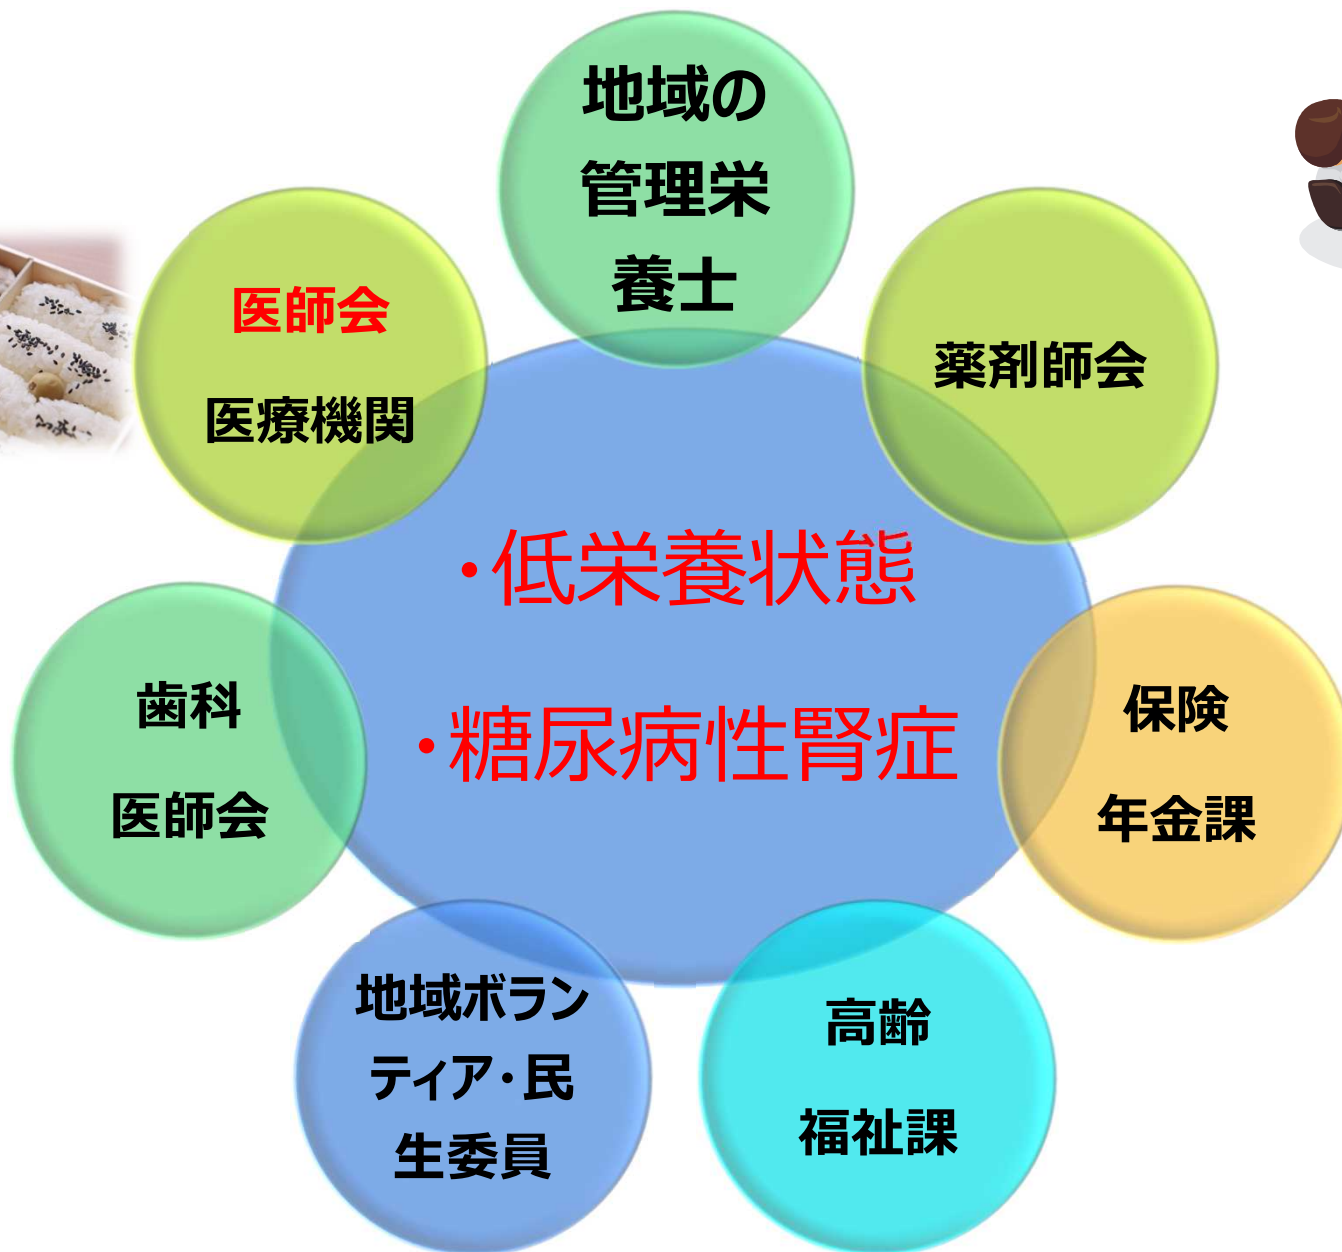 地域の
管理栄
養士
医師会
医療機関
薬剤師会
・低栄養状態
・糖尿病性腎症
歯科
医師会
保険
年金課
地域ボラン
ティア・民
生委員
高齢
福祉課